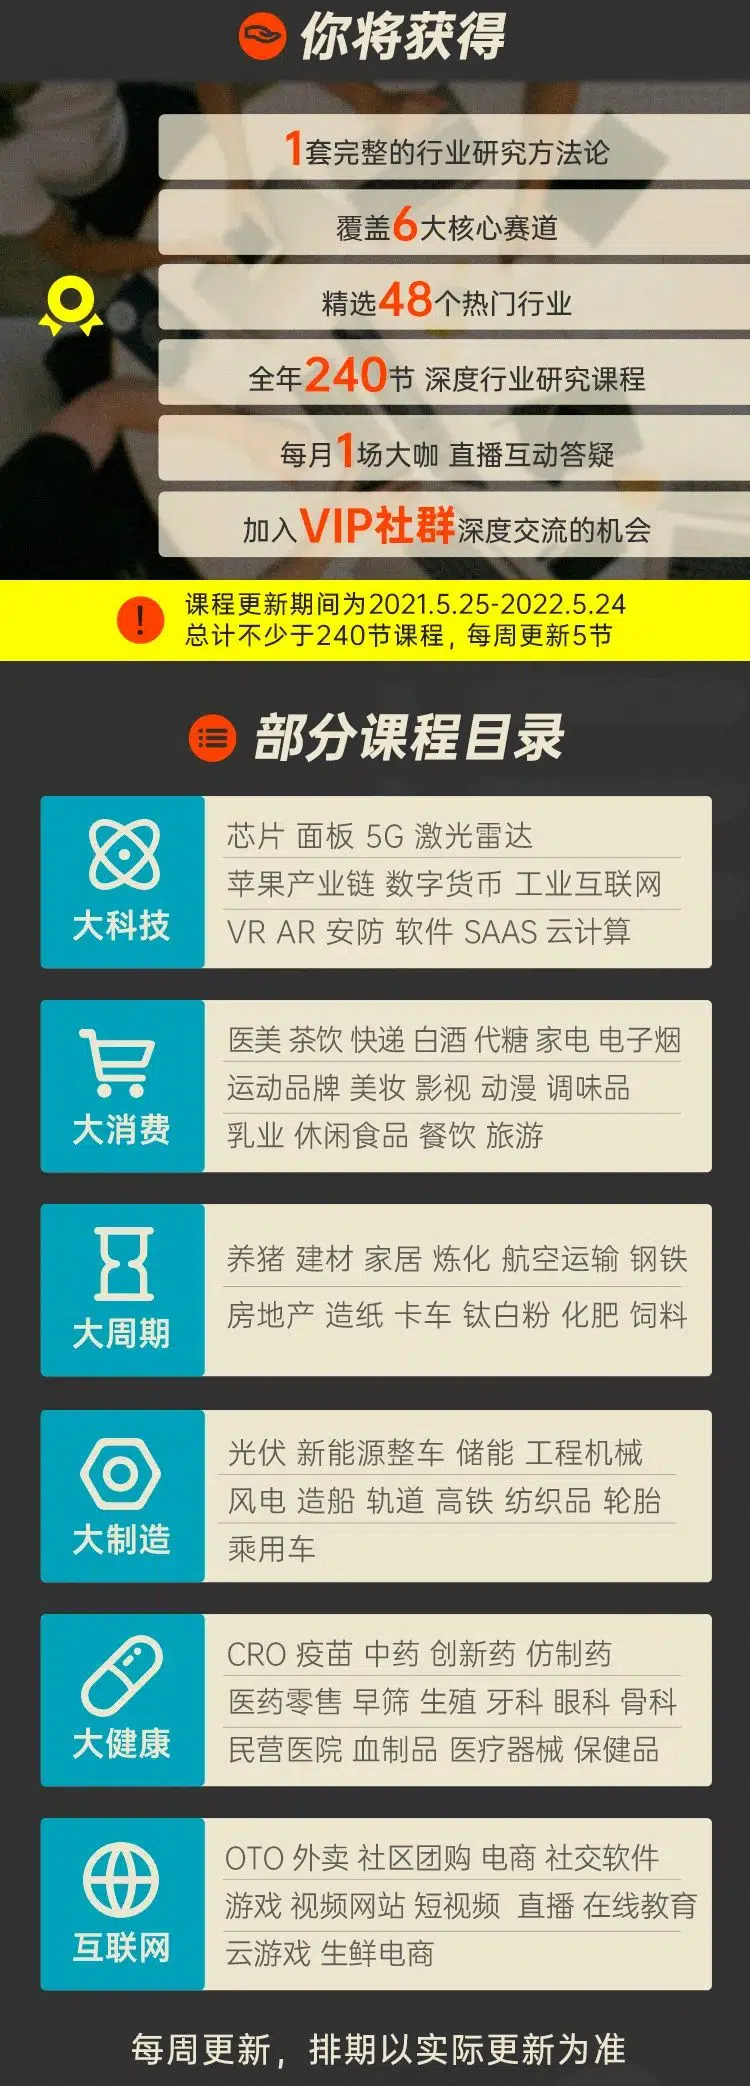 你将获得
1套完整的行业研究方法论
覆盖6大核心赛道
精选48个热门行业
全年240节 深度行业研究课程
每月1场大咖 直播互动答疑
加入VIP社群深度交流的机会
课程更新期间为2021.5.25-2022.5.24
总计不少于240节课程，每周更新5节
部分课程目录
大科技
芯片 面板 5G 激光雷达
苹果产业链 数字货币 工业互联网
VR AR 安防 软件 SAAS 云计算
大消费
医美 茶饮 快递 白酒 代糖 家电 电子烟
运动品牌 美妆 影视 动漫 调味品
乳业 休闲食品 餐饮 旅游
大周期
养猪 建材 家居 炼化 航空运输 钢铁
房地产 造纸 卡车 钛白粉 化肥 饲料
大制造
光伏 新能源整车 储能 工程机械
风电 造船 轨道 高铁 纺织品 轮胎
乘用车
大健康
CRO 疫苗 中药 创新药 仿制药
医药零售 早筛 生殖 牙科 眼科 骨科
民营医院 血制品 医疗器械 保健品
互联网
OTO 外卖 社区团购 电商 社交软件
游戏 视频网站 短视频 直播 在线教育
云游戏 生鲜电商
每周更新，排期以实际更新为准